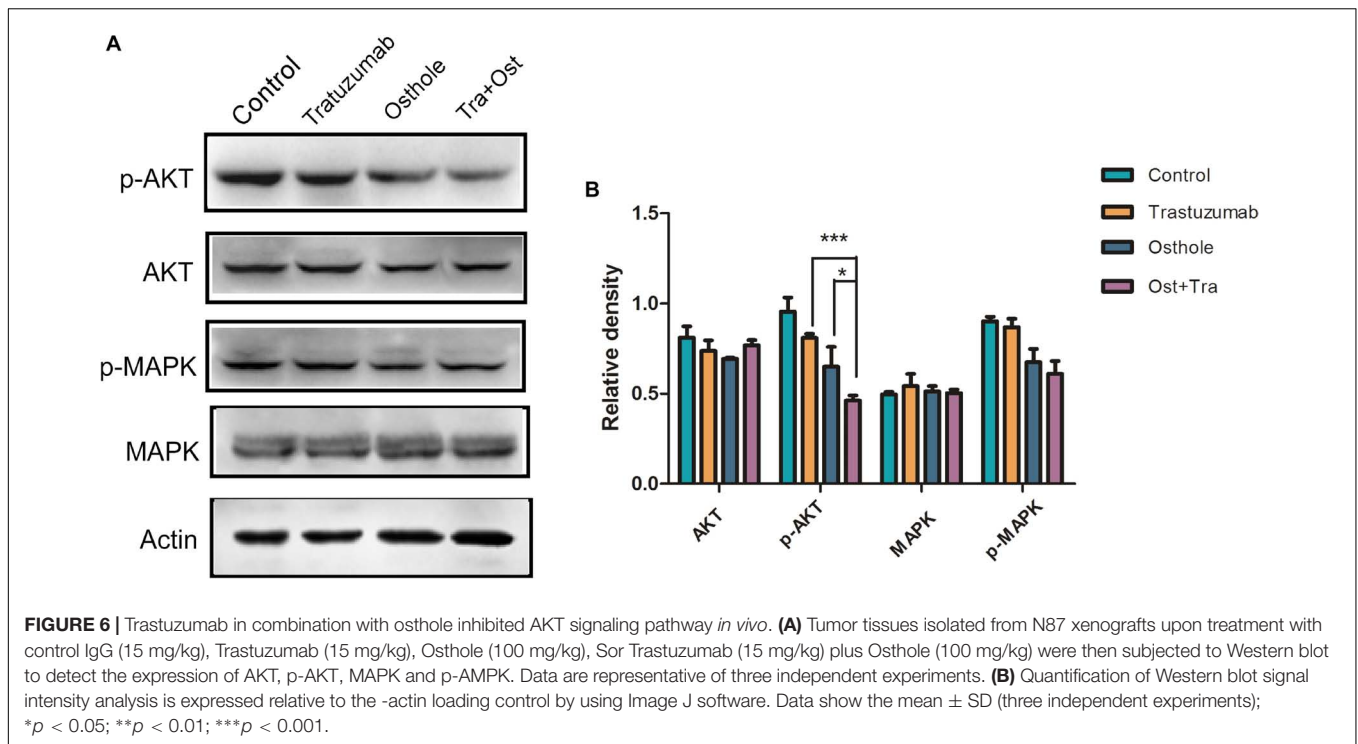 A
Control
Tratuzumab
Osthole
Tra+Ost
p-AKT
AKT
p-MAPK
MAPK
Actin
B
Control
Trastuzumab
Osthole
Ost+Tra
Relative density
1.5
1.0
0.5
0.0
***
*
AKT
p-AKT
MAPK
p-MAPK
FIGURE 6 | Trastuzumab in combination with osthole inhibited AKT signaling pathway in vivo. (A) Tumor tissues isolated from N87 xenografts upon treatment with
control IgG (15 mg/kg), Trastuzumab (15 mg/kg), Osthole (100 mg/kg), Sor Trastuzumab (15 mg/kg) plus Osthole (100 mg/kg) were then subjected to Western blot
to detect the expression of AKT, p-AKT, MAPK and p-AMPK. Data are representative of three independent experiments. (B) Quantification of Western blot signal
intensity analysis is expressed relative to the -actin loading control by using Image J software. Data show the mean ± SD (three independent experiments);
*p < 0.05; **p < 0.01; ***p < 0.001.